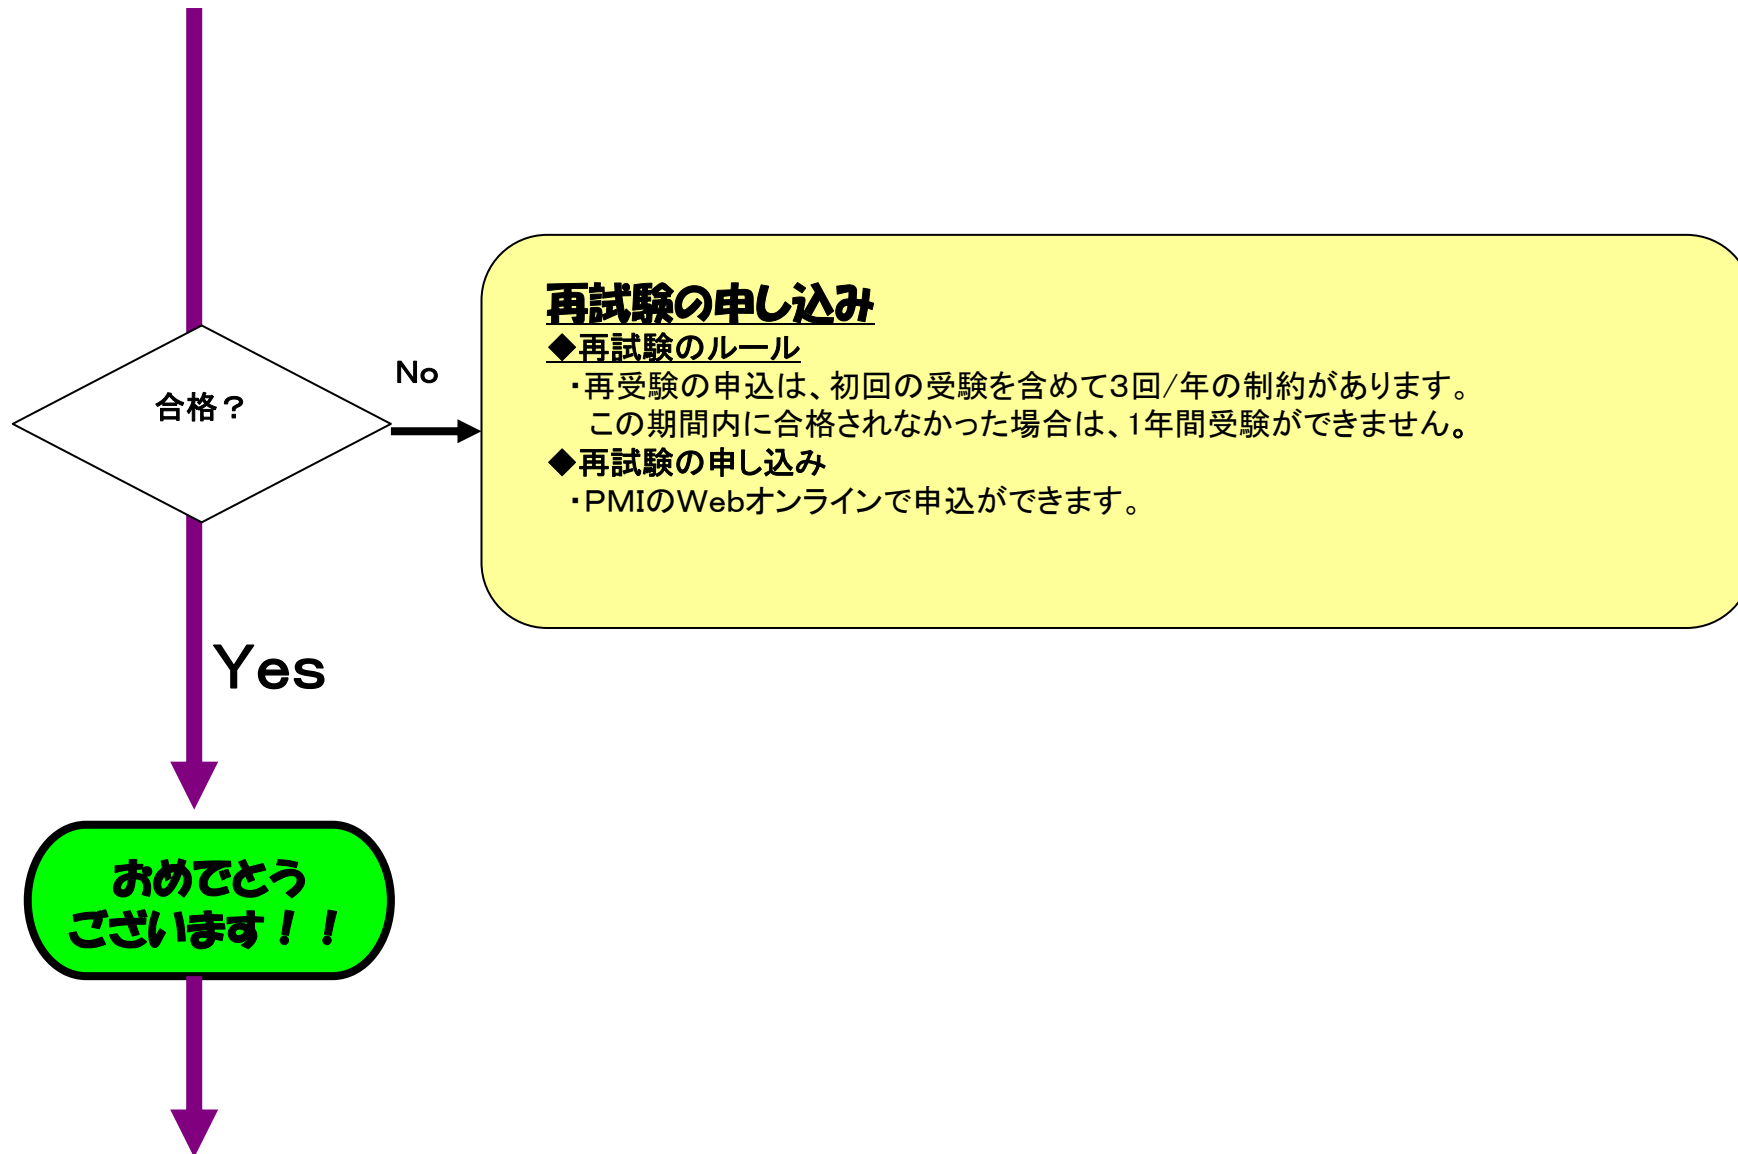 合格？
No
再試験の申し込み
◆再試験のルール
・再受験の申込は、初回の受験を含めて3回/年の制約があります。
この期間内に合格されなかった場合は、1年間受験ができません。
◆再試験の申し込み
・PMIのWebオンラインで申込ができます。
Yes
おめでとう
ございます！！